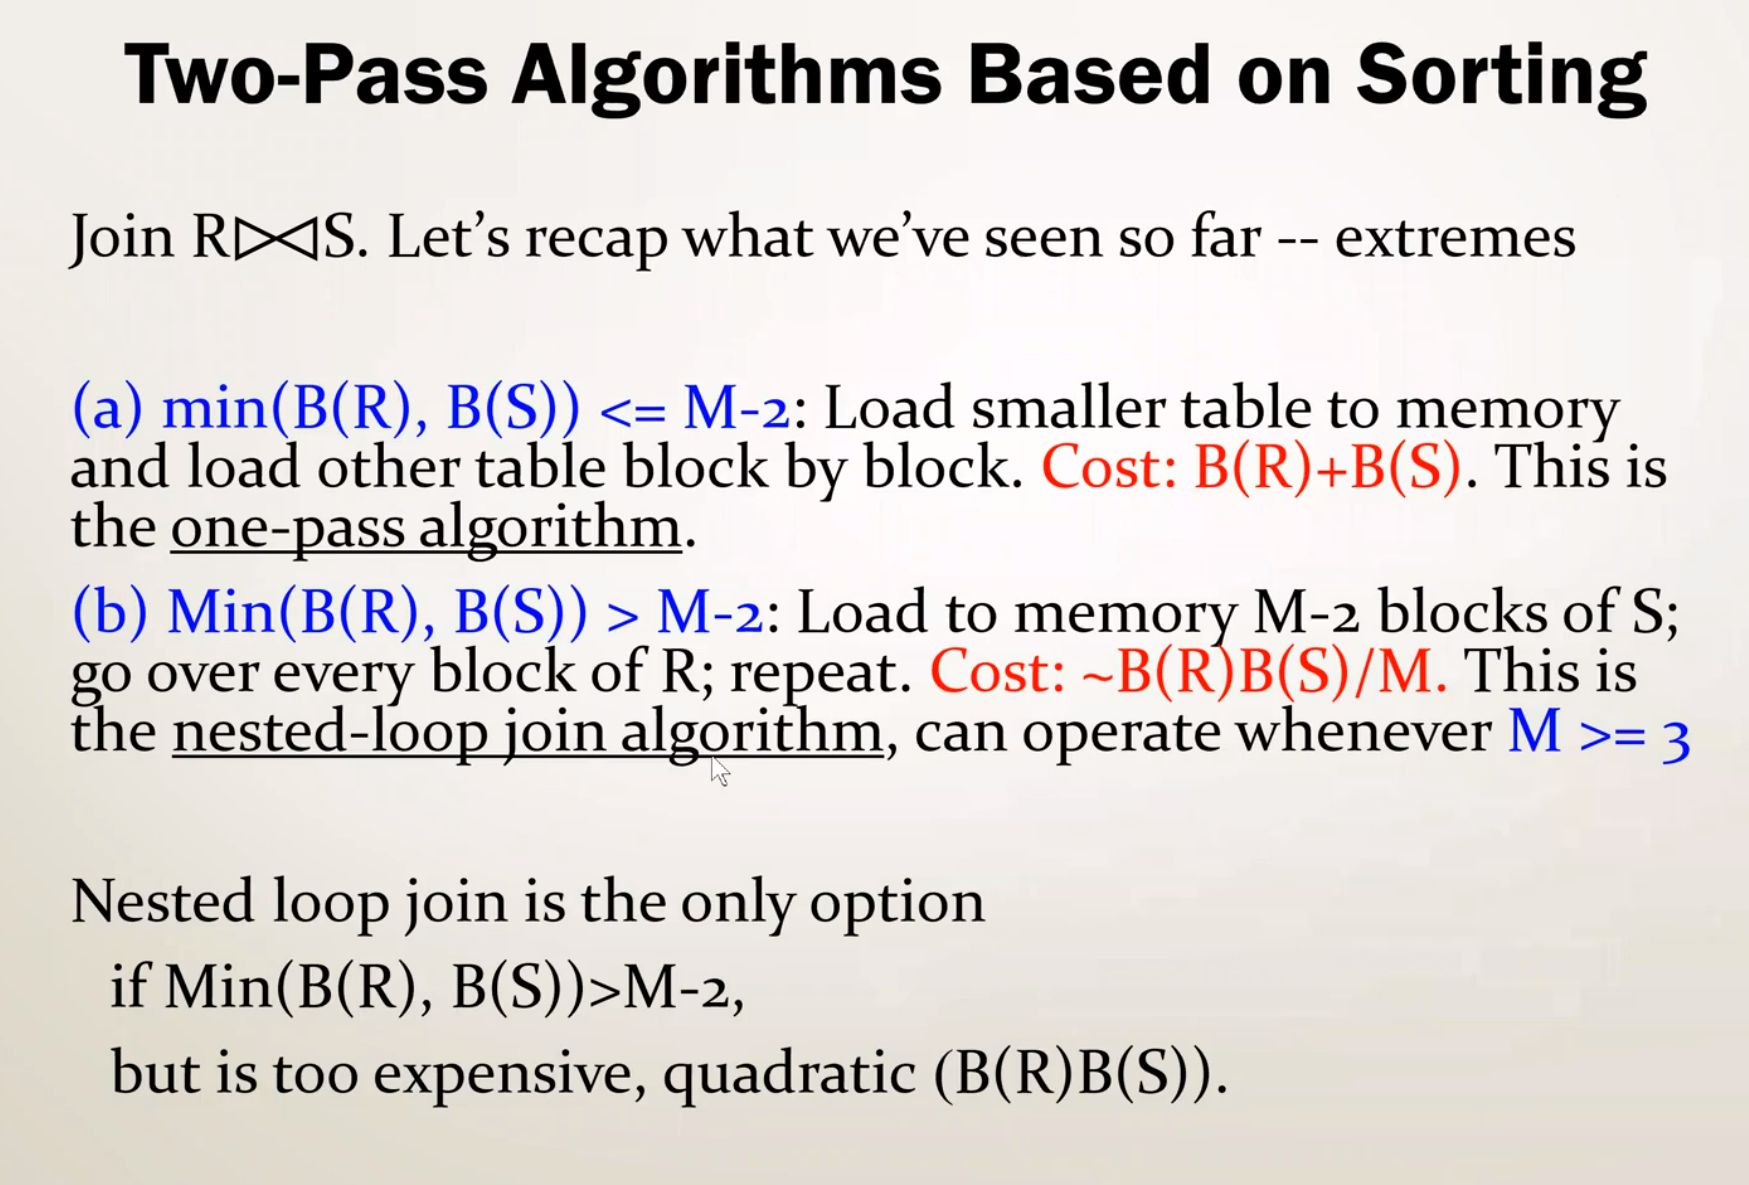 Two-Pass Algorithms Based on Sorting
Join R⋈S. Let's recap what we've seen so far -- extremes
(a) min(B(R), B(S)) <= M-2: Load smaller table to memory
and load other table block by block. Cost: B(R)+B(S). This is
the one-pass algorithm.
(b) Min(B(R), B(S)) > M-2: Load to memory M-2 blocks of S;
go over every block of R; repeat. Cost: ~B(R)B(S)/M. This is
the nested-loop join algorithm, can operate whenever M >= 3
Nested loop join is the only option
if Min(B(R), B(S))>M-2,
but is too expensive, quadratic (B(R)B(S)).